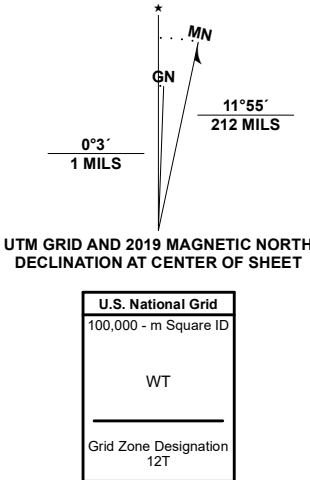 ★
MN
GN
11°55´
212 MILS
0°3´
1 MILS
UTM GRID AND 2019 MAGNETIC NORTH
DECLINATION AT CENTER OF SHEET
U.S. National Grid
100,000 - m Square ID
WT
Grid Zone Designation
12T